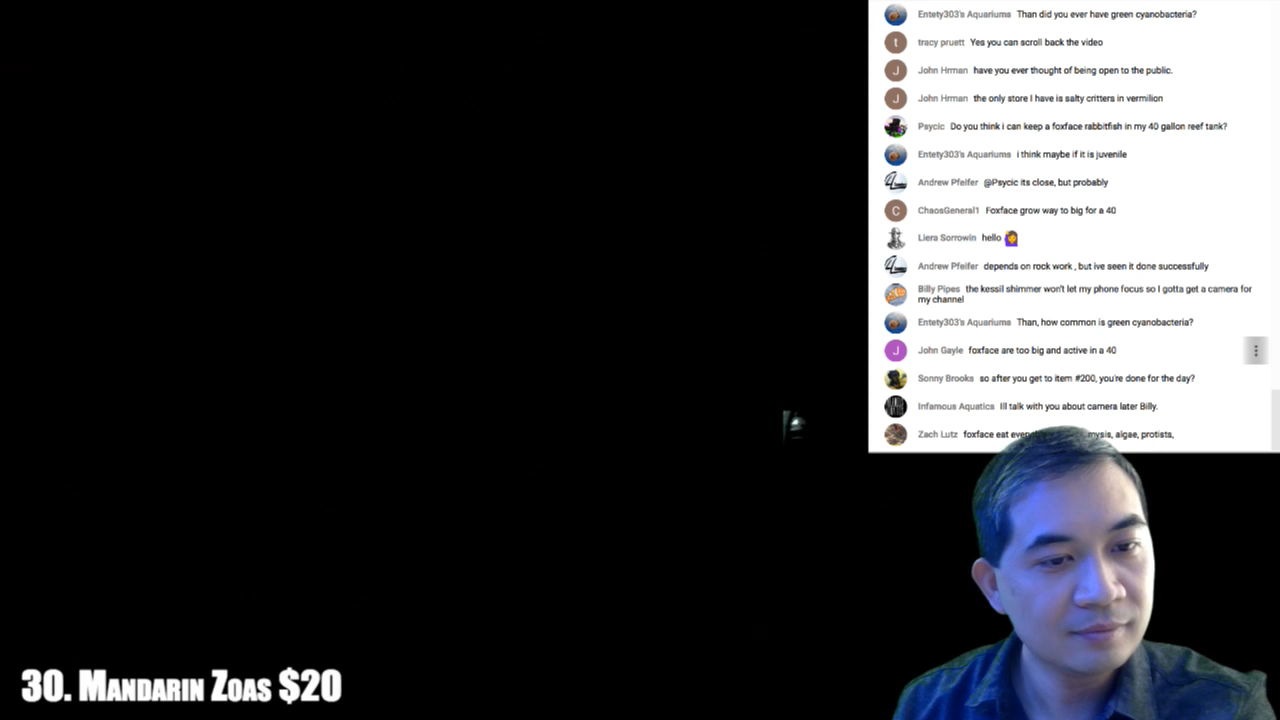 Entety303's Aquariums Than did you ever have green cyanobacteria?
t tracy pruett Yes you can scroll back the video
J John Hrman have you ever thought of being open to the public.
J John Hrman the only store I have is salty critters in vermilion
Psycic Do you think i can keep a foxface rabbitfish in my 40 gallon reef tank?
Entety303's Aquariums i think maybe if it is juvenile
Andrew Pfeifer @Psycic its close, but probably
C ChaosGeneral1 Foxface grow way to big for a 40
Liera Sorrowin hello
Andrew Pfeifer depends on rock work , but ive seen it done successfully
Billy Pipes the kessil shimmer won't let my phone focus so I gotta get a camera for
my channel
Entety303's Aquariums Than, how common is green cyanobacteria?
J John Gayle foxface are too big and active in a 40
Sonny Brooks so after you get to item #200, you're done for the day?
Infamous Aquatics Ill talk with you about camera later Billy.
Zach Lutz foxface eat mysis, algae, protists,
30. Mandarin Zoas $20